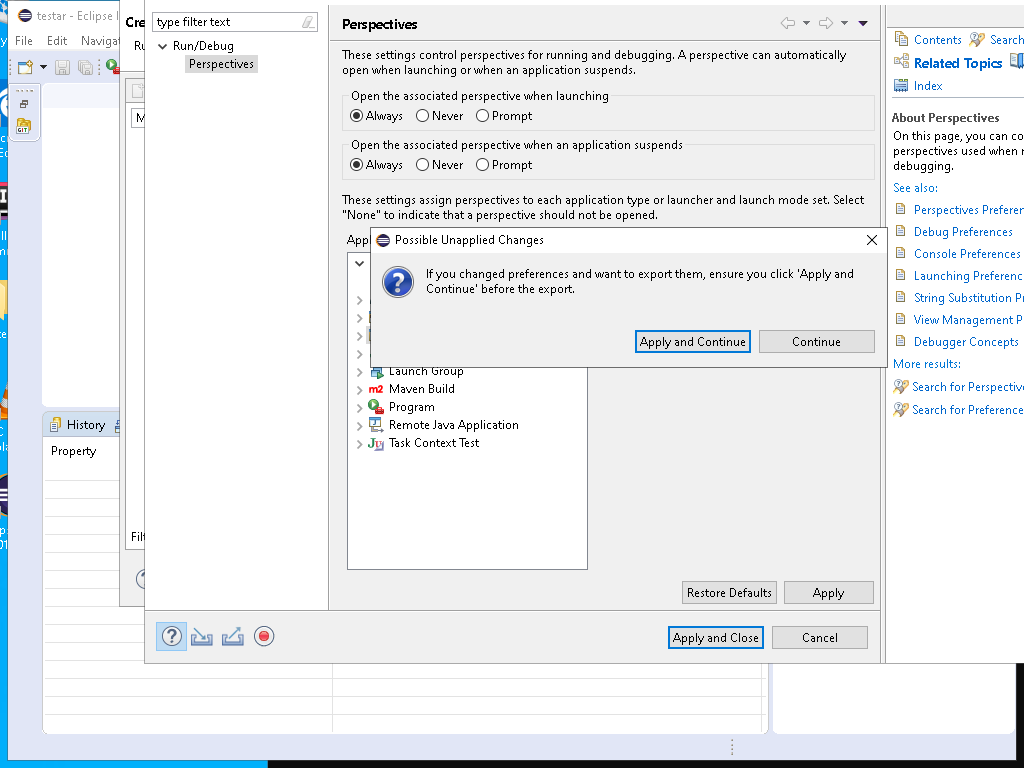 testar - Eclipse I
File Edit Navigat
Cre
Ru
type filter text
Run/Debug
Perspectives
Perspectives
These settings control perspectives for running and debugging. A perspective can automatically
open when launching or when an application suspends.
Open the associated perspective when launching
Always Never Prompt
Open the associated perspective when an application suspends
Always Never Prompt
These settings assign perspectives to each application type or launcher and launch mode set. Select
"None" to indicate that a perspective should not be opened.
Appl
Possible Unapplied Changes
If you changed preferences and want to export them, ensure you click 'Apply and
Continue' before the export.
Apply and Continue Continue
Launch Group
Maven Build
Program
Remote Java Application
Task Context Test
Restore Defaults Apply
Apply and Close Cancel
History
Property
Filt
Contents Search
Related Topics
Index
About Perspectives
On this page, you can co
perspectives used when r
debugging.
See also:
Perspectives Preferen
Debug Preferences
Console Preferences
Launching Preferenc
String Substitution P
View Management P
Debugger Concepts
More results:
Search for Perspective
Search for Preference